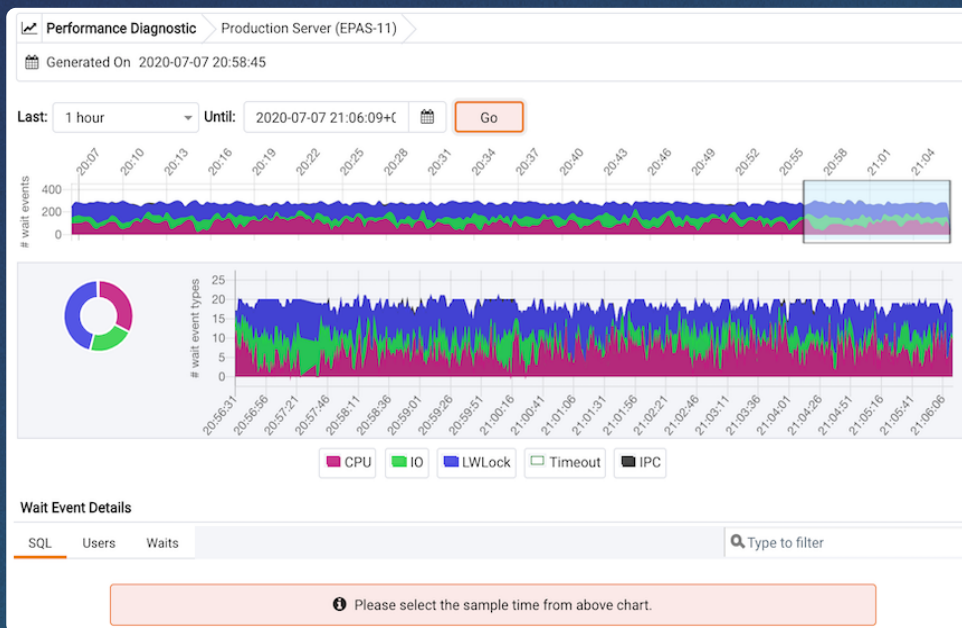 Performance Diagnostic Production Server (EPAS-11)
Generated On 2020-07-07 20:58:45
Last: 1 hour Until: 2020-07-07 21:06:09+0 Go
20:07 20:10 20:13 20:16 20:19 20:22 20:25 20:28 20:31 20:34 20:37 20:40 20:43 20:46 20:49 20:52 20:55 20:58 21:01 21:04
# wait events
400
200
0
# wait event types
25
20
15
10
5
0
20:56:31 20:56:56 20:57:21 20:57:46 20:58:11 20:58:36 20:59:01 20:59:26 20:59:51 21:00:16 21:00:41 21:01:06 21:01:31 21:01:56 21:02:21 21:02:46 21:03:11 21:03:36 21:04:01 21:04:26 21:04:51 21:05:16 21:05:41 21:06:06
CPU IO LWLock Timeout IPC
Wait Event Details
SQL Users Waits Type to filter
Please select the sample time from above chart.